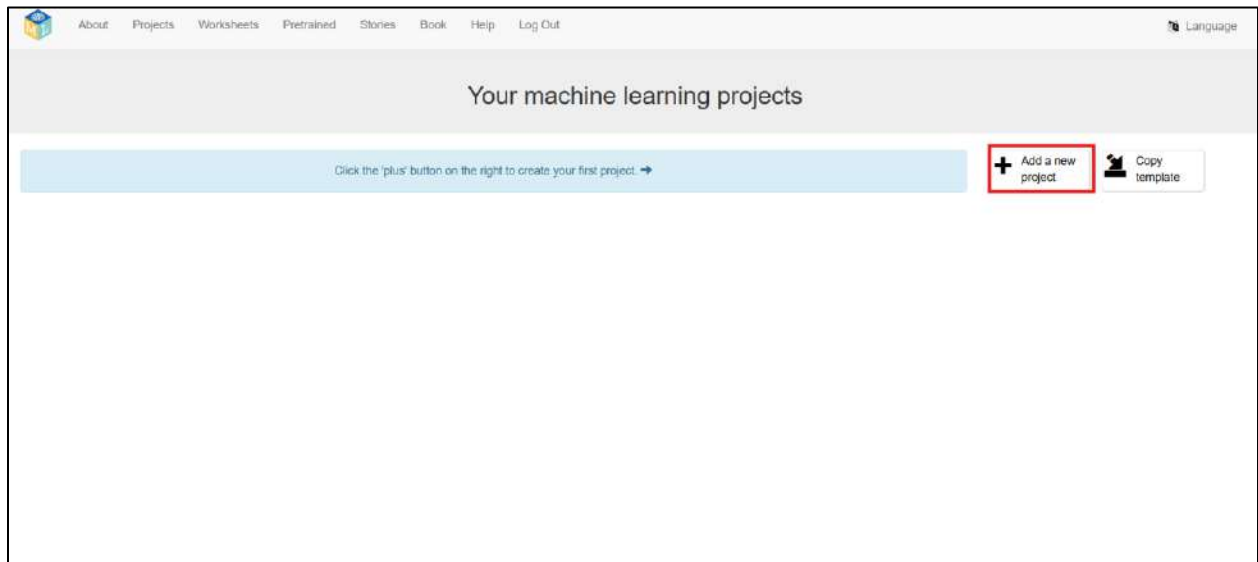 About Projects Worksheets Pretrained Stories Book Help Log Out Language
Your machine learning projects
Click the 'plus' button on the right to create your first project.
Add a new
project
Copy
template